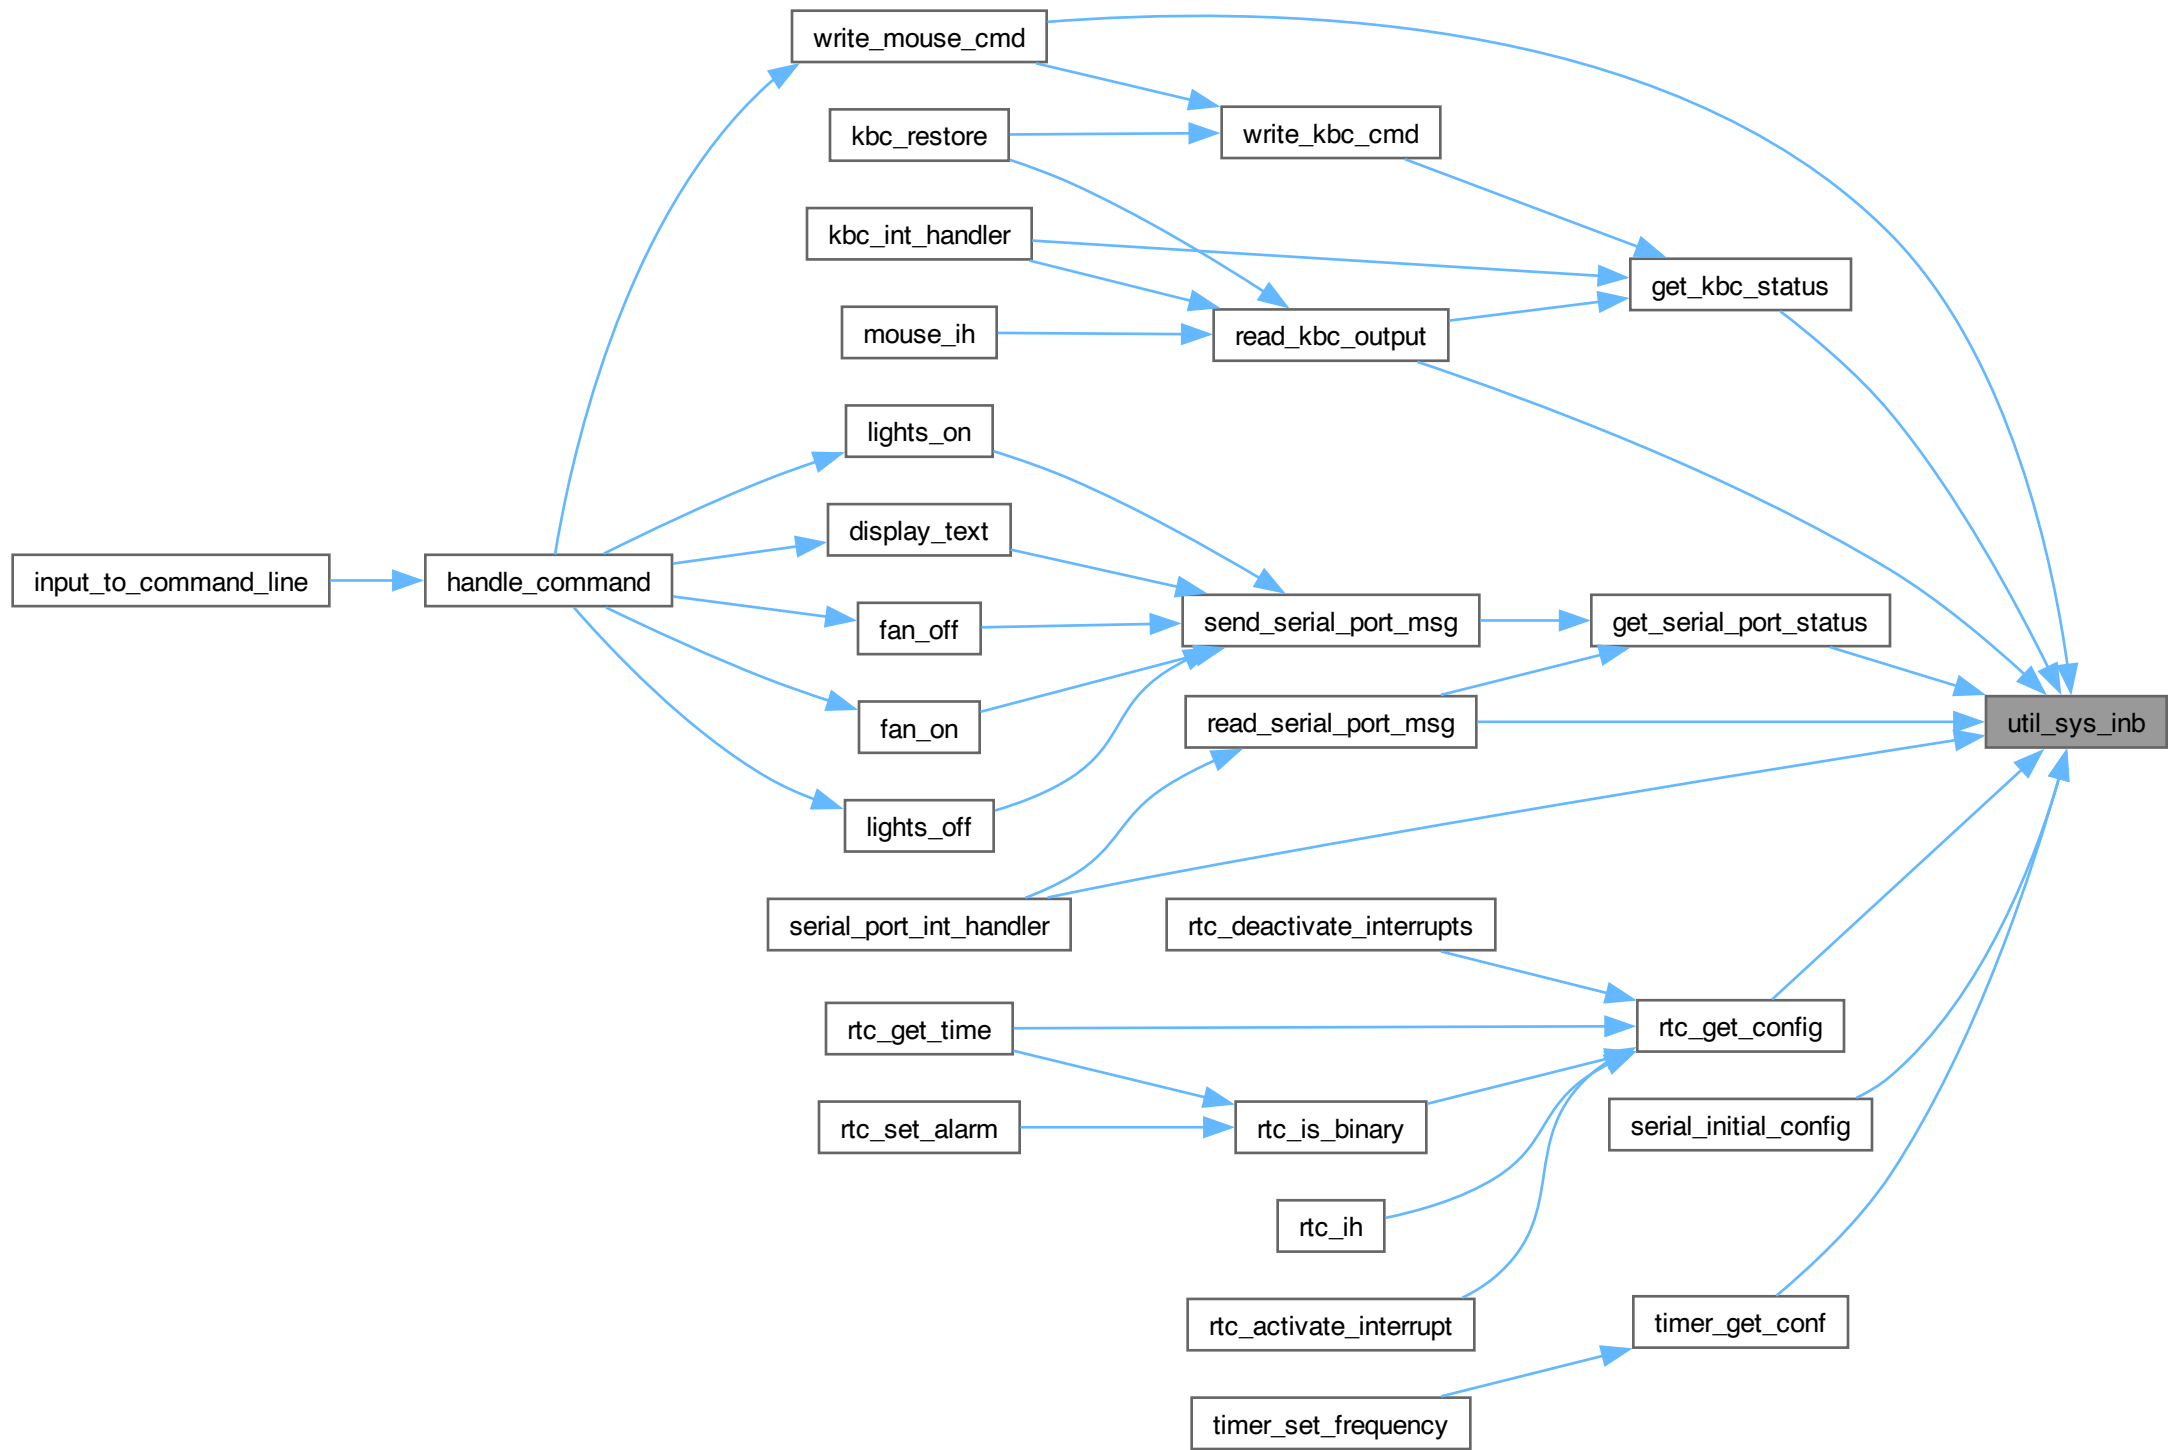 write_mouse_cmd
kbc_restore
write_kbc_cmd
kbc_int_handler
get_kbc_status
mouse_ih
read_kbc_output
lights_on
display_text
input_to_command_line
handle_command
fan_off
send_serial_port_msg
get_serial_port_status
fan_on
read_serial_port_msg
util_sys_inb
lights_off
serial_port_int_handler
rtc_deactivate_interrupts
rtc_get_time
rtc_get_config
rtc_set_alarm
rtc_is_binary
serial_initial_config
rtc_ih
rtc_activate_interrupt
timer_get_conf
timer_set_frequency